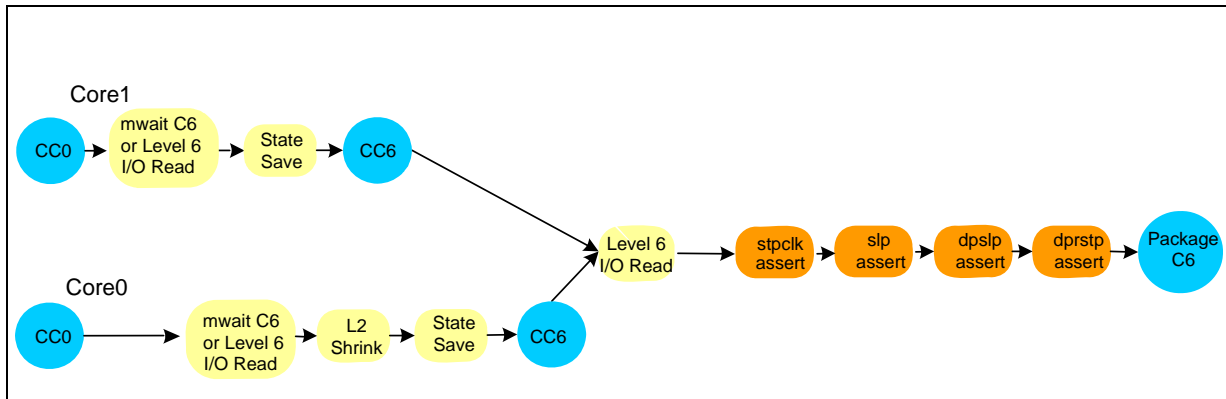 Core1
CC0
mwait C6
or Level 6
I/O Read
State
Save
CC6
Level 6
I/O Read
stpclk
assert
slp
assert
dpslp
assert
dprstp
assert
Package
C6
Core0
CC0
mwait C6
or Level 6
I/O Read
L2
Shrink
State
Save
CC6